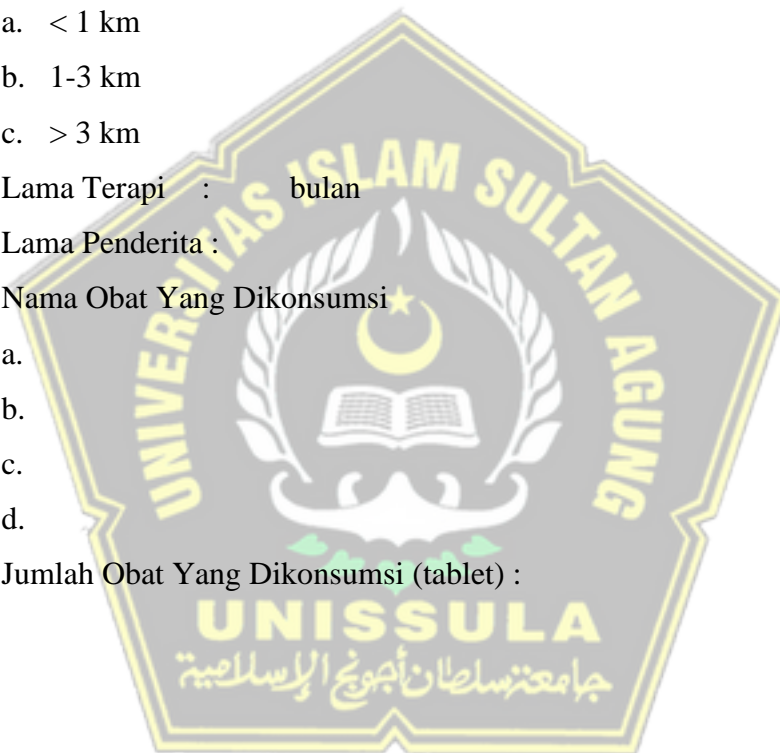 a. < 1 km
b. 1-3 km
c. > 3 km
Lama Terapi : bulan
Lama Penderita :
Nama Obat Yang Dikonsumsi
a.
b.
c.
d.
Jumlah Obat Yang Dikonsumsi (tablet) :
UNIVERSITAS ISLAM SULTAN AGUNG
UNISSULA
جامعة سلطان أجونج الإسلامية